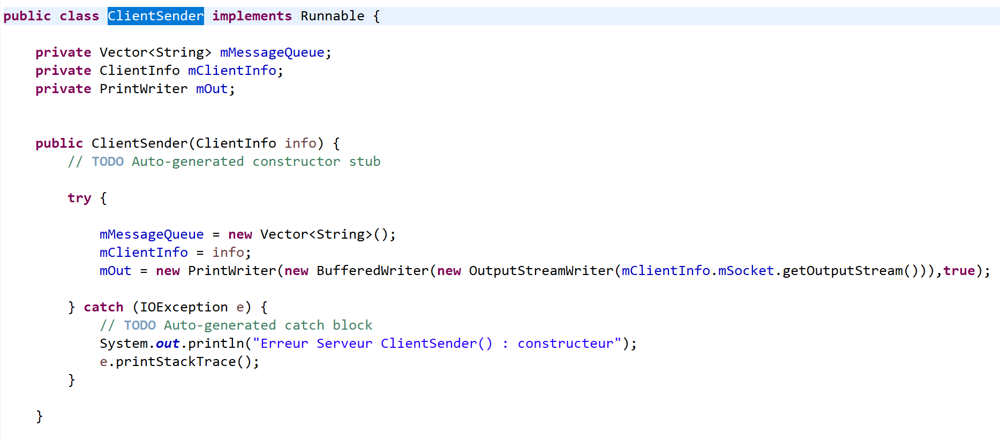 public class ClientSender implements Runnable {
private Vector<String> mMessageQueue;
private ClientInfo mClientInfo;
private PrintWriter mOut;
public ClientSender(ClientInfo info) {
// TODO Auto-generated constructor stub
try {
mMessageQueue = new Vector<String>();
mClientInfo = info;
mOut = new PrintWriter(new BufferedWriter(new OutputStreamWriter(mClientInfo.mSocket.getOutputStream())),true);
} catch (IOException e) {
// TODO Auto-generated catch block
System.out.println("Erreur Serveur ClientSender() : constructeur");
e.printStackTrace();
}
}